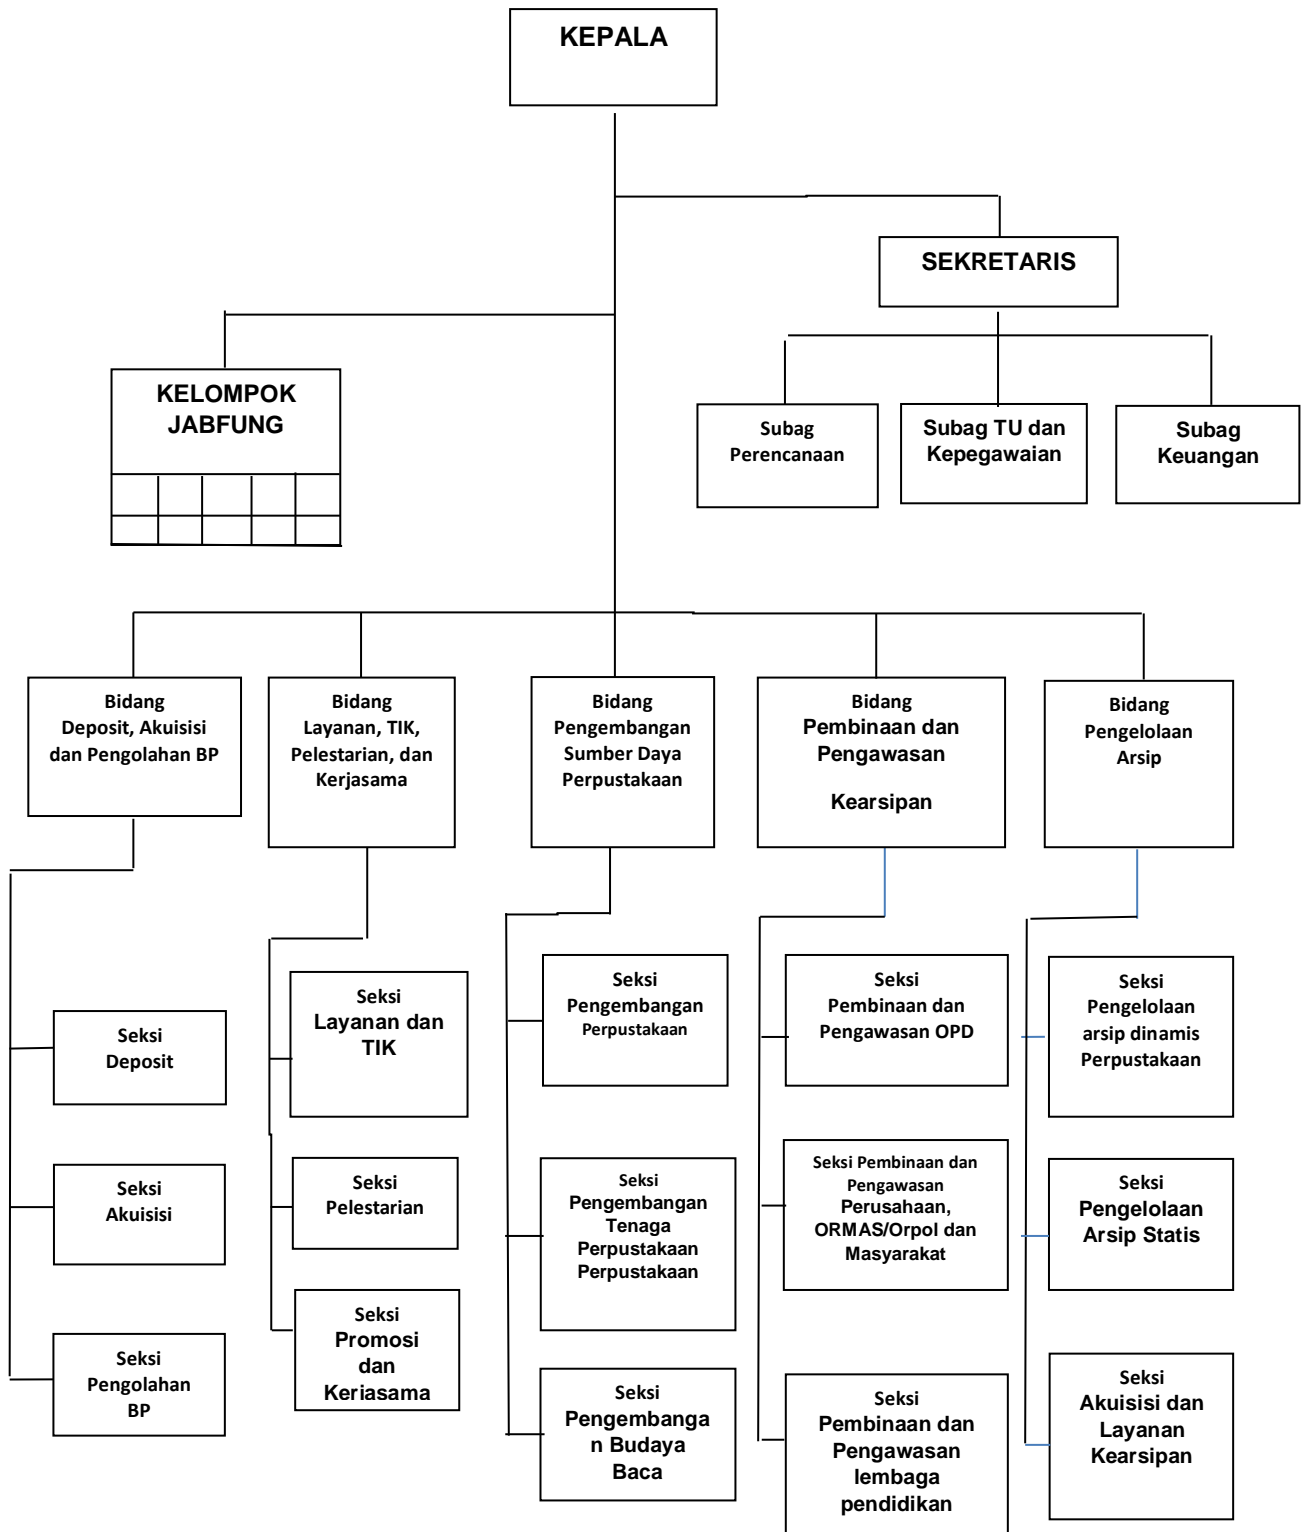 KEPALA
SEKRETARIS
KELOMPOK
JABFUNG
Subag
Perencanaan
Subag TU dan
Kepegawaian
Subag
Keuangan
Bidang
Deposit, Akuisisi
dan Pengolahan BP
Bidang
Layanan, TIK,
Pelestarian, dan
Kerjasama
Bidang
Pengembangan
Sumber Daya
Perpustakaan
Bidang
Pembinaan dan
Pengawasan
Kearsipan
Bidang
Pengelolaan
Arsip
Seksi
Deposit
Seksi
Akuisisi
Seksi
Pengolahan
BP
Seksi
Layanan dan
TIK
Seksi
Pelestarian
Seksi
Promosi
dan
Keriasama
Seksi
Pengembangan
Perpustakaan
Seksi
Pengembangan
Tenaga
Perpustakaan
Perpustakaan
Seksi
Pengembanga
n Budaya
Baca
Seksi
Pembinaan dan
Pengawasan OPD
Seksi Pembinaan dan
Pengawasan
Perusahaan,
ORMAS/Orpol dan
Masyarakat
Seksi
Pembinaan dan
Pengawasan
lembaga
pendidikan
Seksi
Pengelolaan
arsip dinamis
Perpustakaan
Seksi
Pengelolaan
Arsip Statis
Seksi
Akuisisi dan
Layanan
Kearsipan